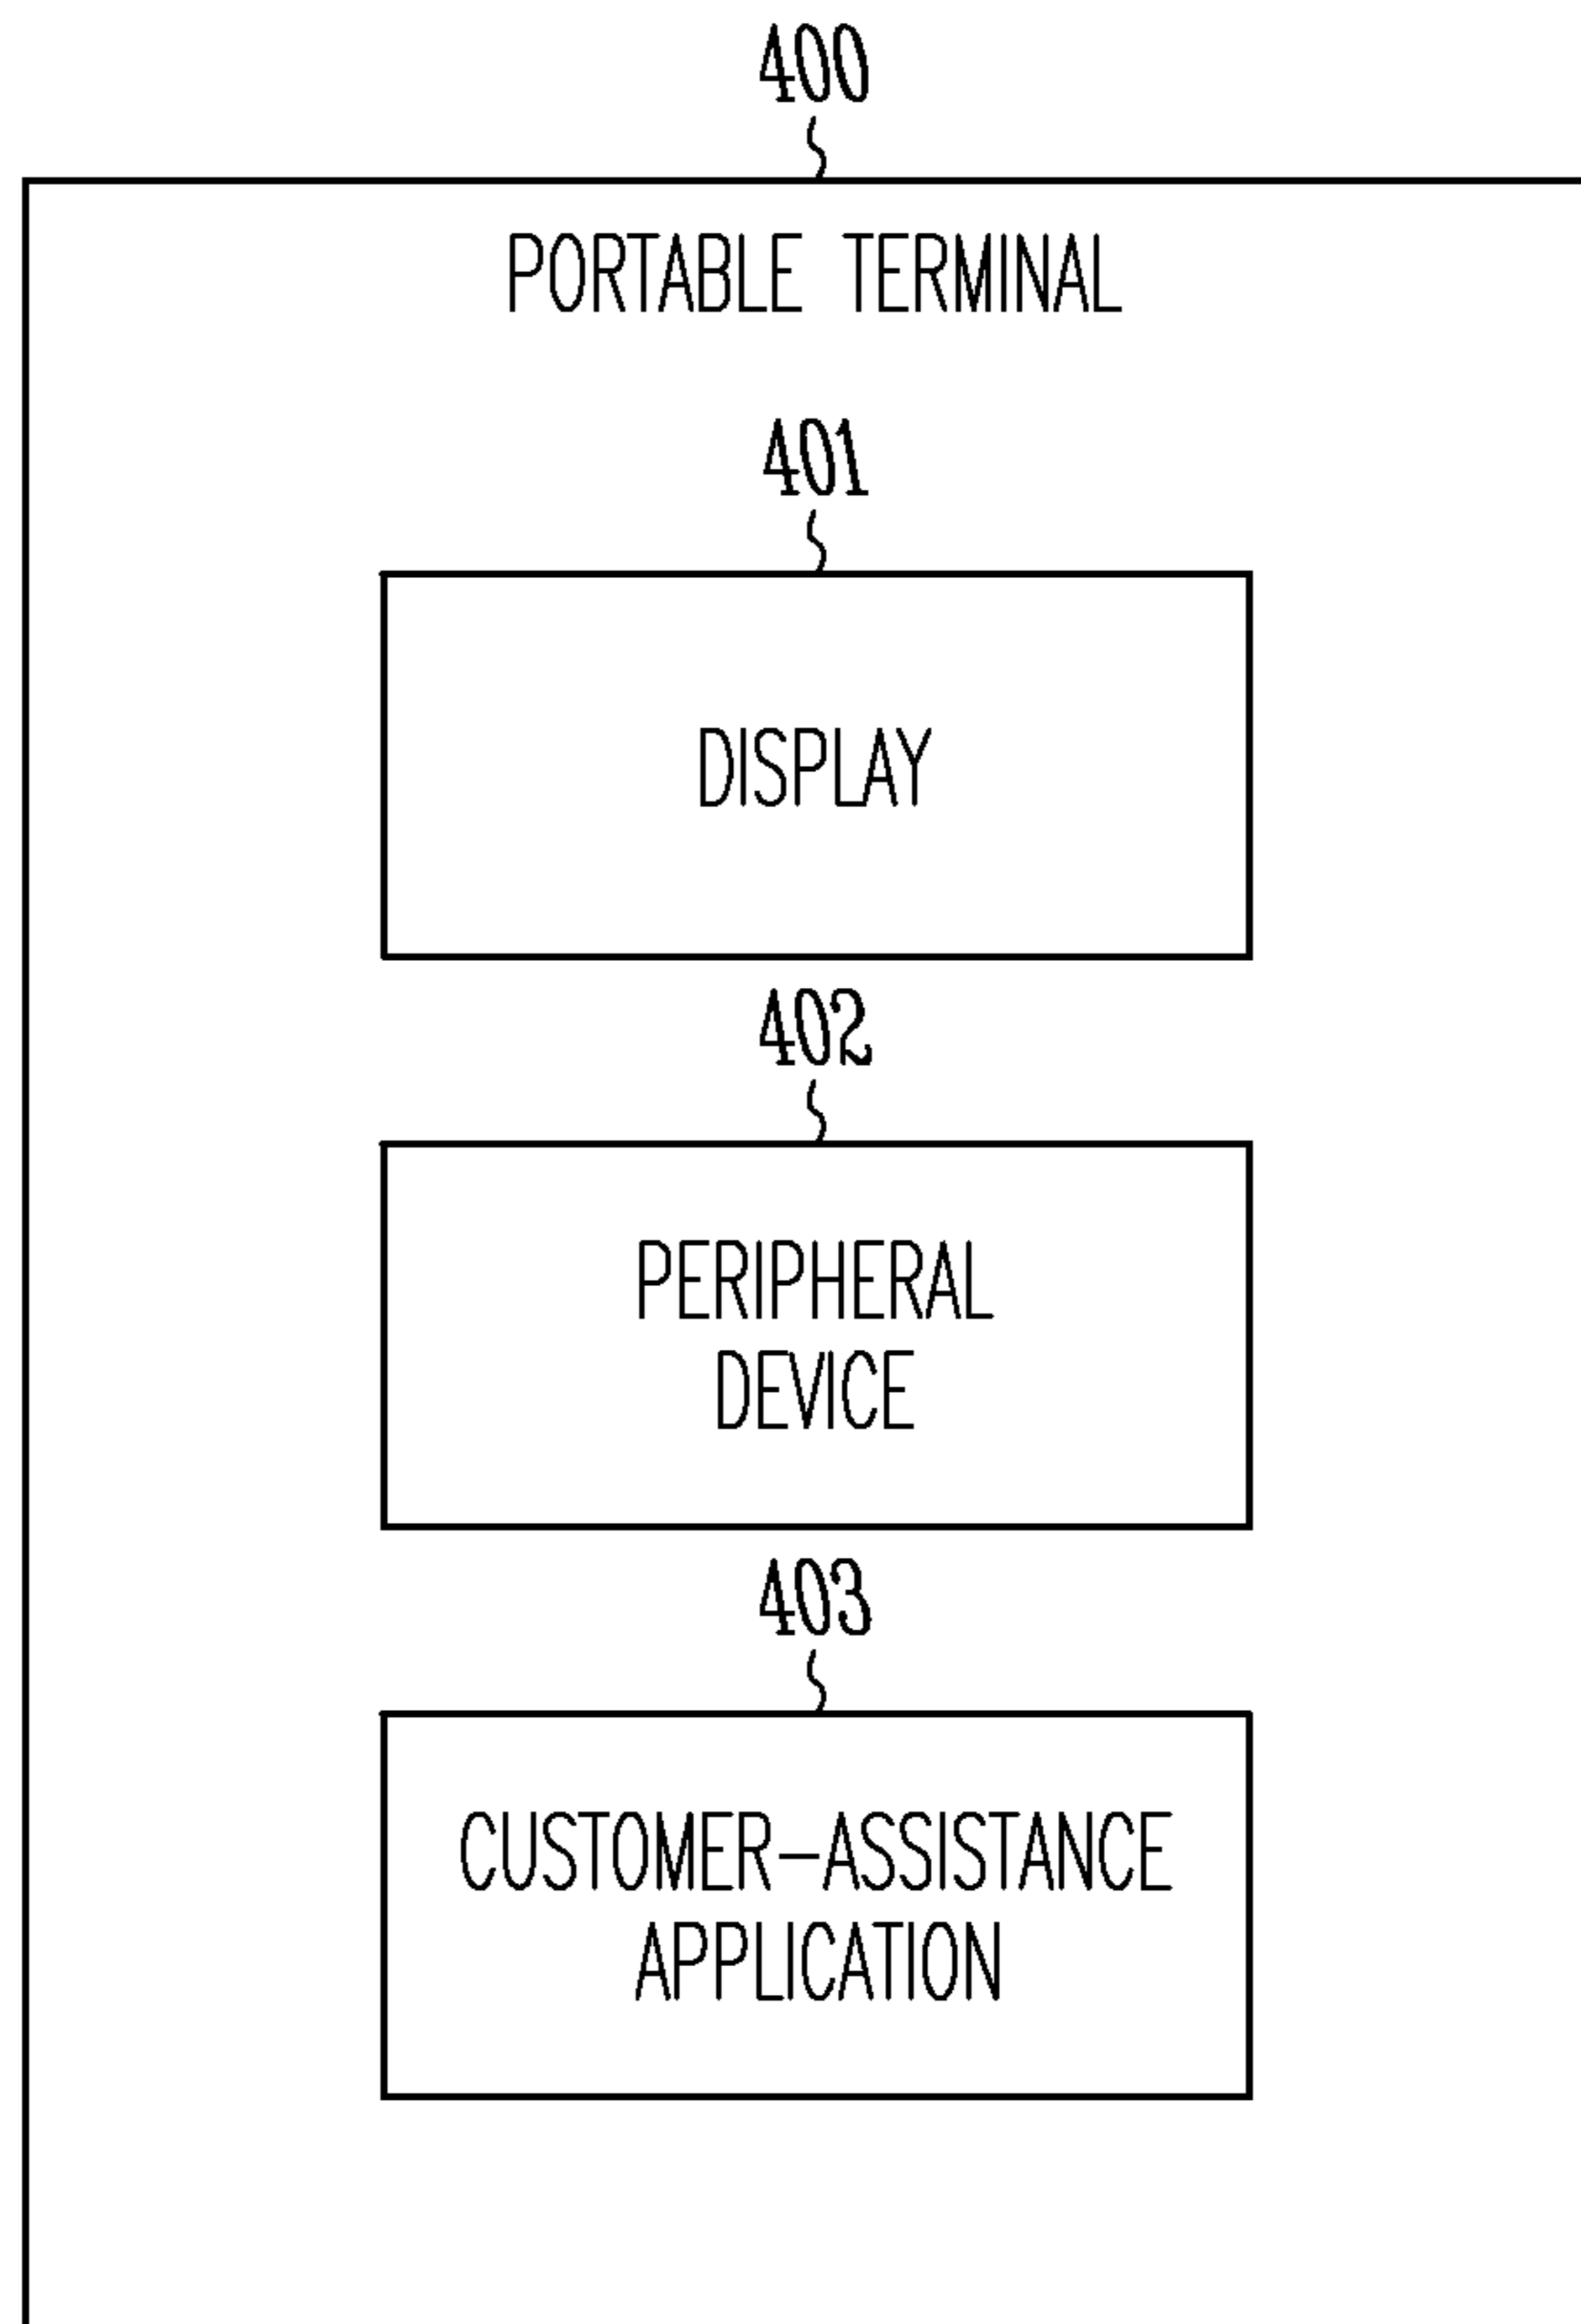 400
PORTABLE TERMINAL
401
DISPLAY
402
PERIPHERAL
DEVICE
403
CUSTOMER-ASSISTANCE
APPLICATION